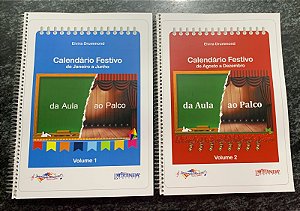 Elvira Drummond
Calendário Festivo
de Janeiro a Junho
da Aula
ao Palco
Volume 1
Elvira Drummond
Calendário Festivo
de Agosto a Dezembro
da Aula
ao Palco
Volume 2